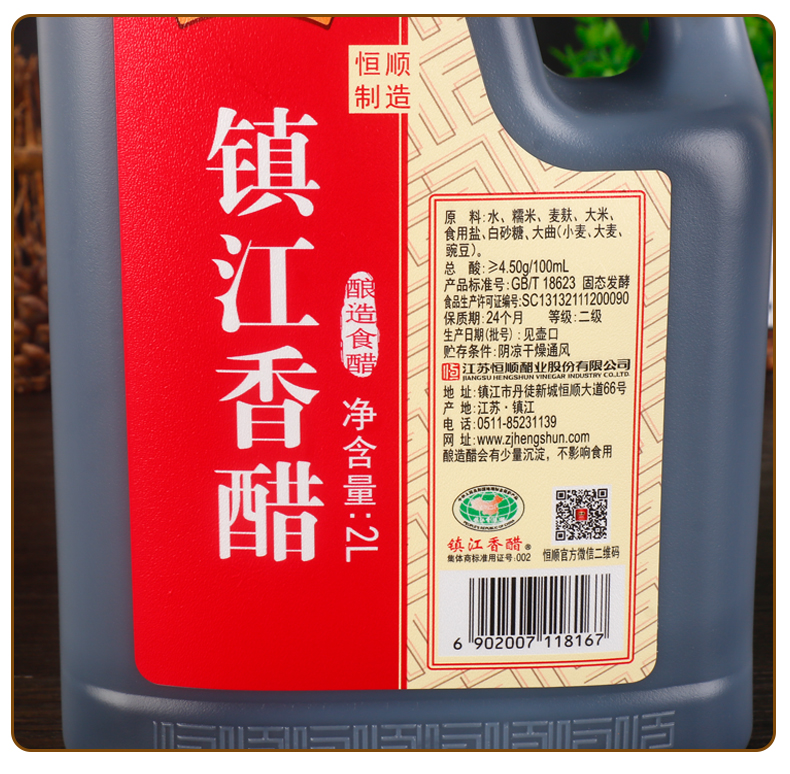 恒顺
制造
镇江香醋
酿造食醋
净含量:2L
原 料:水、糯米、麦麸、大米、
食用盐、白砂糖、大曲(小麦、大麦、
豌豆)。
总 酸:≥4.50g/100mL
产品标准号:GB/T 18623 固态发酵
食品生产许可证编号:SC13132111200090
保质期:24个月 等级:二级
生产日期(批号):见壶口
贮存条件:阴凉干燥通风
江苏恒顺醋业股份有限公司
JIANGSU HENGSHUN VINEGAR INDUSTRY CO.,LTD.
地 址:镇江市丹徒新城恒顺大道66号
产 地:江苏·镇江
电 话:0511-85231139
网 址:www.zjhengshun.com
酿造醋会有少量沉淀，不影响食用
镇江香醋®
集体商标准用证号:002
恒顺官方微信二维码
6 902007 118167